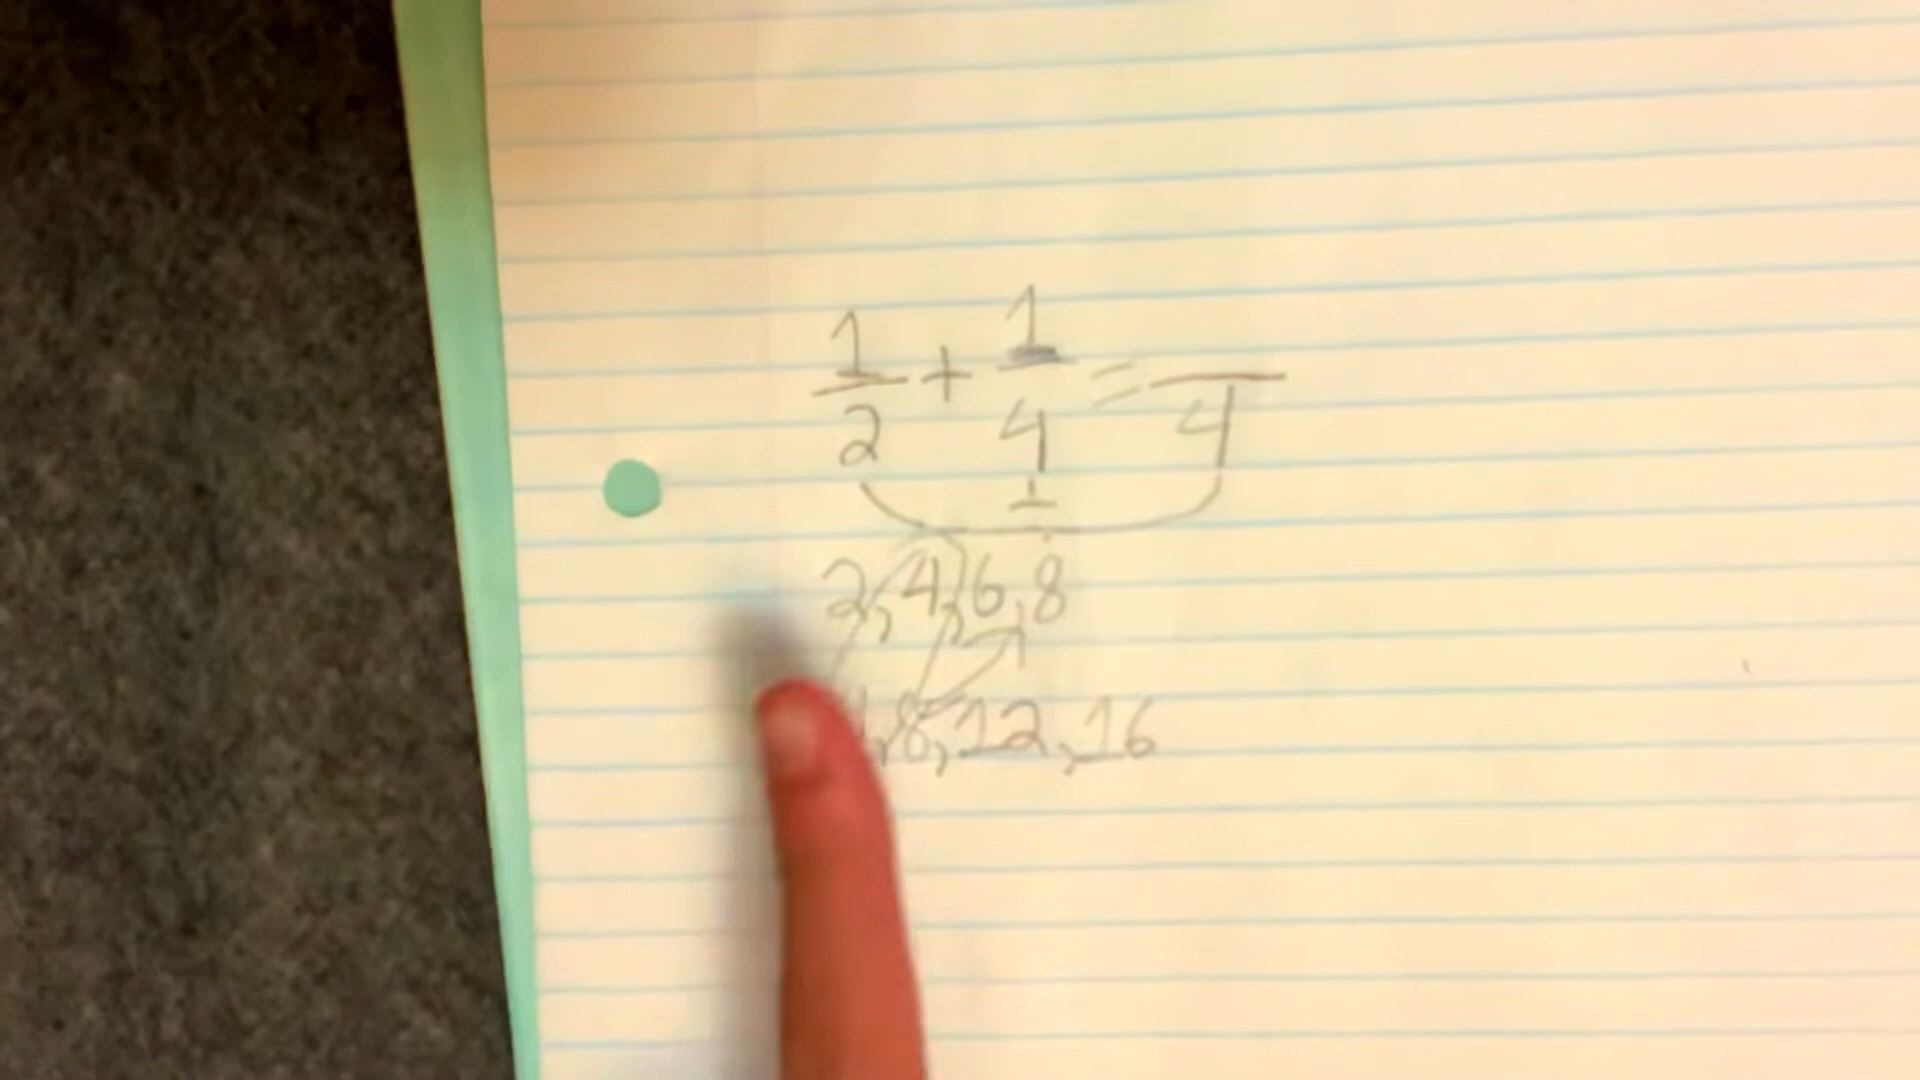 1/2 + 1/4 = /4
1
2, 4, 6, 8
8, 12, 16